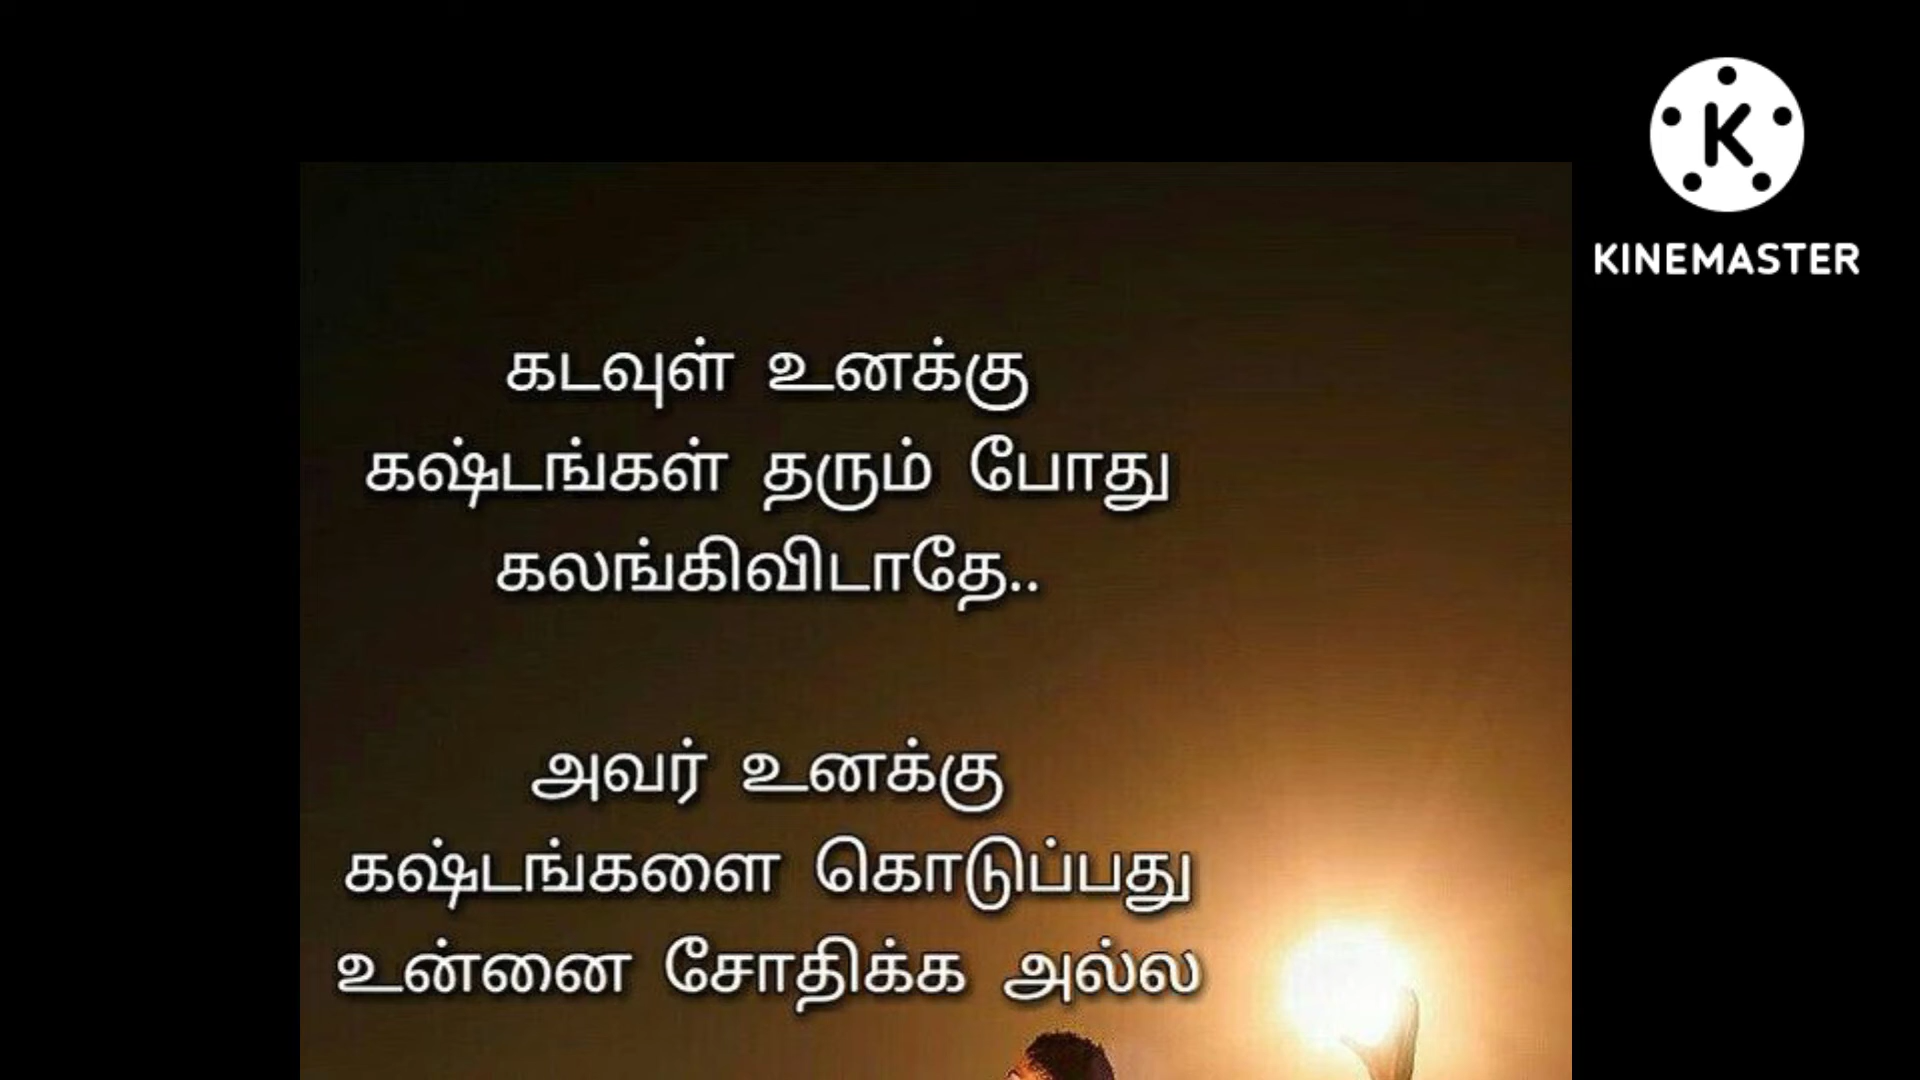 KINEMASTER
கடவுள் உனக்கு
கஷ்டங்கள் தரும் போது
கலங்கிவிடாதே..
அவர் உனக்கு
கஷ்டங்களை கொடுப்பது
உன்னை சோதிக்க அல்ல